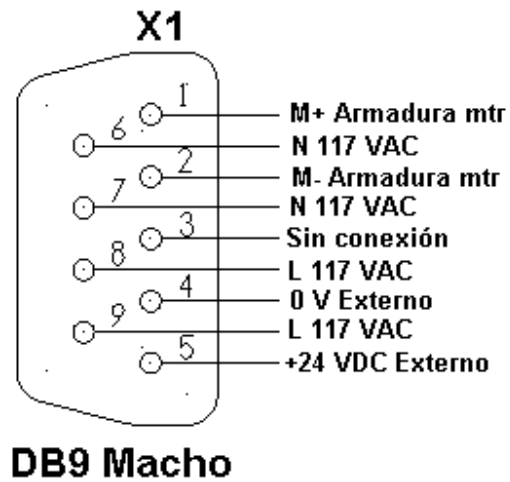 X1
1 M+ Armadura mtr
6 N 117 VAC
2 M- Armadura mtr
7 N 117 VAC
3 Sin conexión
8 L 117 VAC
4 0 V Externo
9 L 117 VAC
5 +24 VDC Externo
DB9 Macho